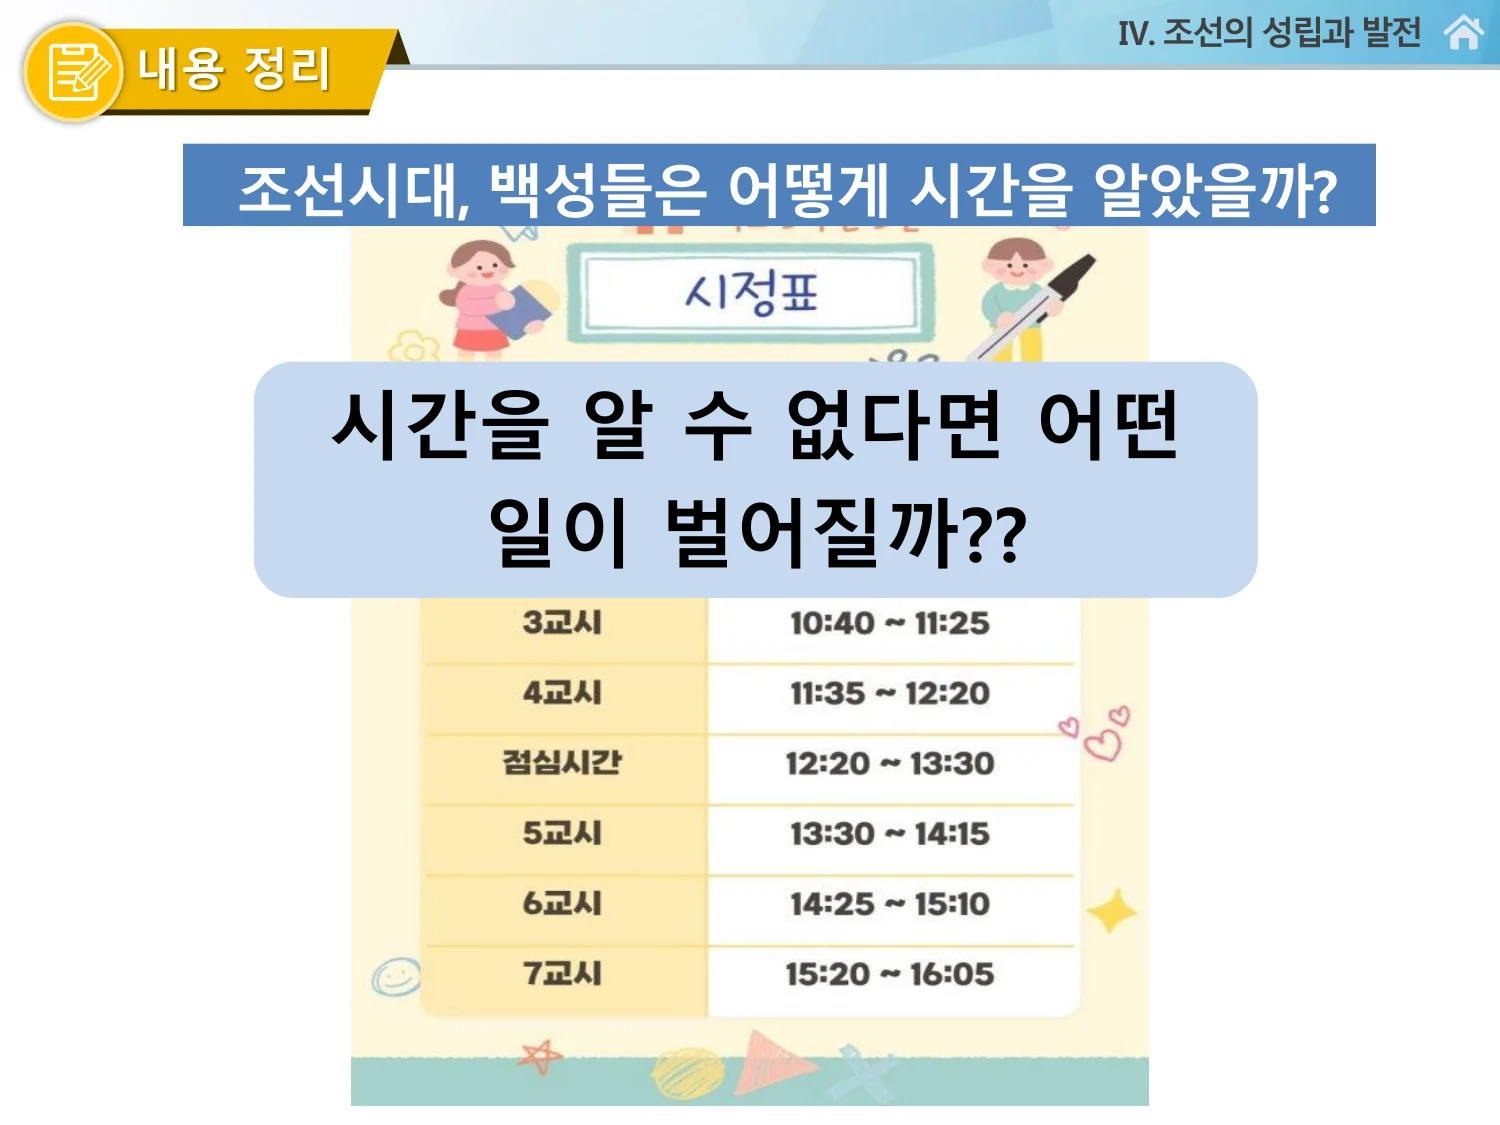 IV. 조선의 성립과 발전
내용 정리
조선시대, 백성들은 어떻게 시간을 알았을까?
시정표
시간을 알 수 없다면 어떤
일이 벌어질까??
3교시 10:40 ~ 11:25
4교시 11:35 ~ 12:20
점심시간 12:20 ~ 13:30
5교시 13:30 ~ 14:15
6교시 14:25 ~ 15:10
7교시 15:20 ~ 16:05